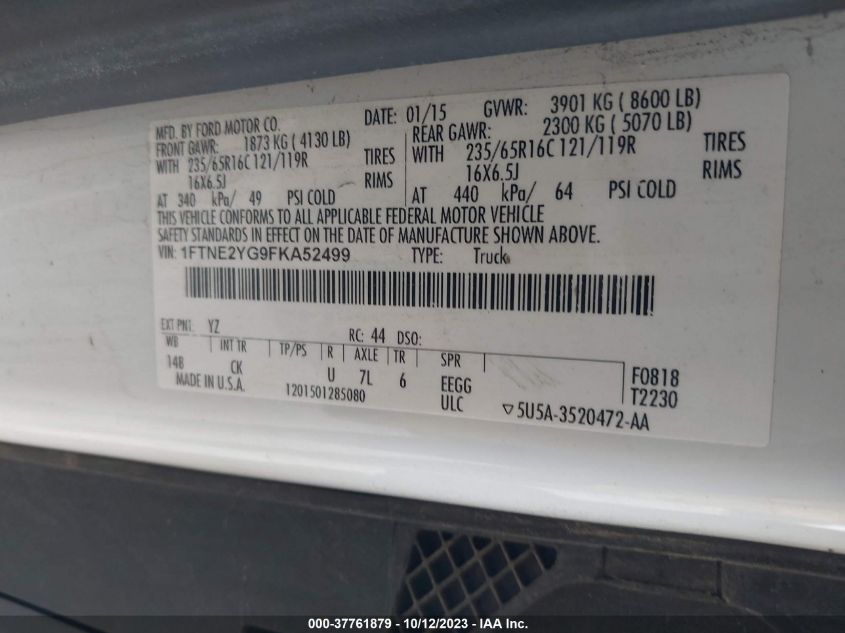 MFD. BY FORD MOTOR CO. DATE: 01/15 GVWR: 3901 KG ( 8600 LB)
FRONT GAWR: 1873 KG ( 4130 LB) REAR GAWR: 2300 KG ( 5070 LB)
WITH 235/65R16C 121/119R TIRES WITH 235/65R16C 121/119R TIRES
16X6.5J RIMS 16X6.5J RIMS
AT 340 kPa/ 49 PSI COLD AT 440 kPa/ 64 PSI COLD
THIS VEHICLE CONFORMS TO ALL APPLICABLE FEDERAL MOTOR VEHICLE
SAFETY STANDARDS IN EFFECT ON THE DATE OF MANUFACTURE SHOWN ABOVE.
VIN: 1FTNE2YG9FKA52499 TYPE: Truck
EXT PNT: YZ RC: 44 DSO:
WB INT TR TP/PS R AXLE TR SPR
148 CK U 7L 6 EEGG F0818
MADE IN U.S.A. 1201501285080 ULC T2230
5U5A-3520472-AA
000-37761879 - 10/12/2023 - IAA Inc.